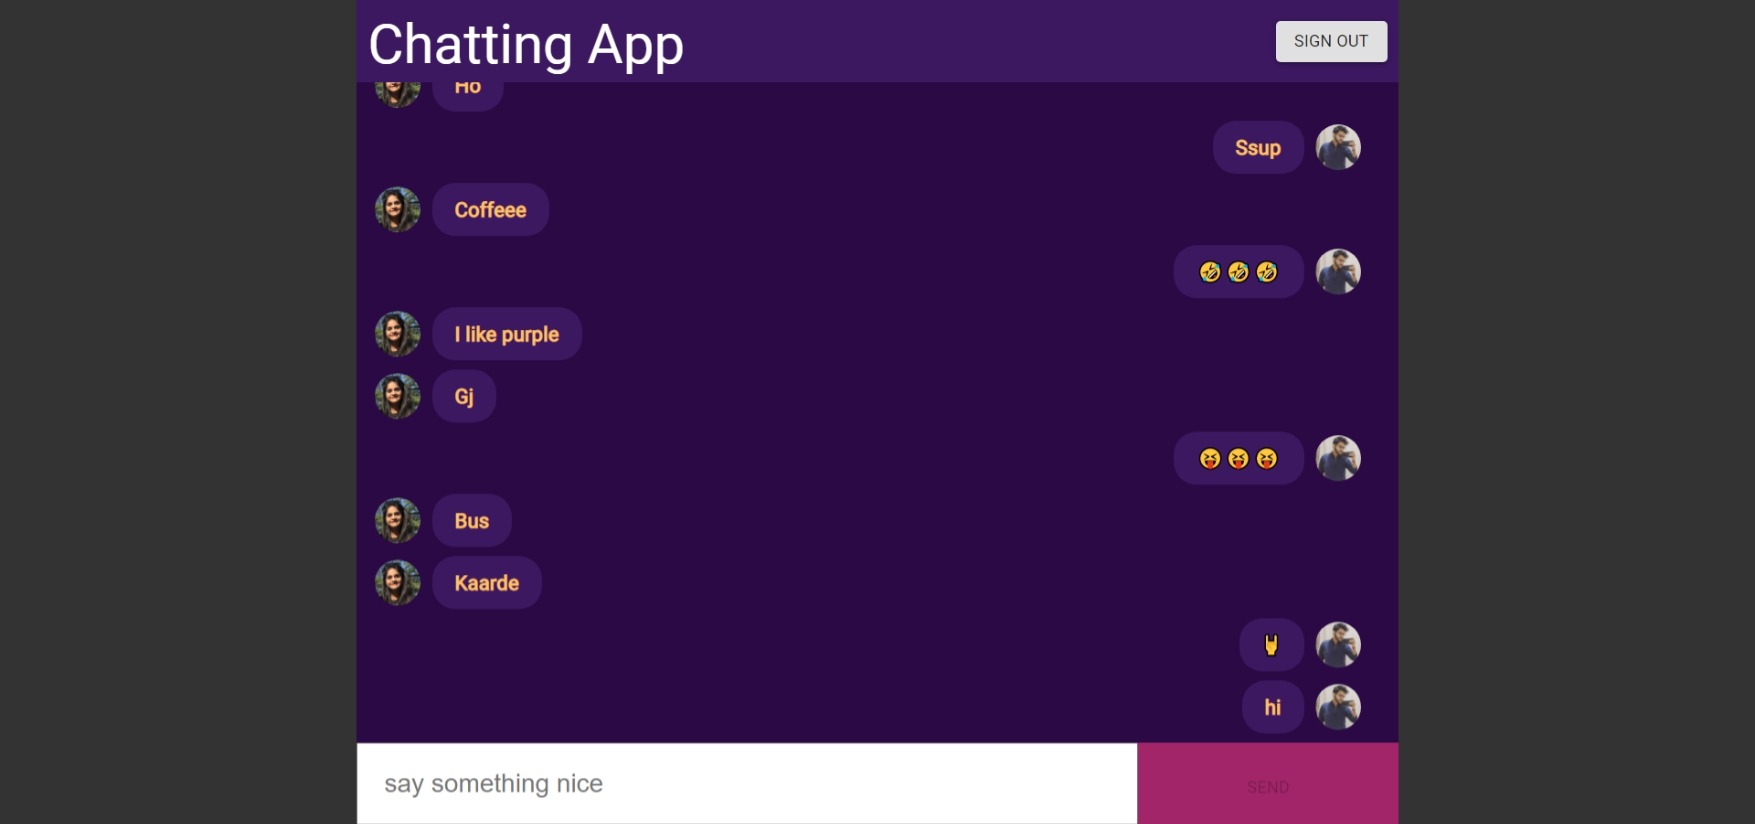 Chatting App
SIGN OUT
Ho
Ssup
Coffeee
🤣🤣🤣
I like purple
Gj
😝😝😝
Bus
Kaarde
🤘
hi
say something nice
SEND